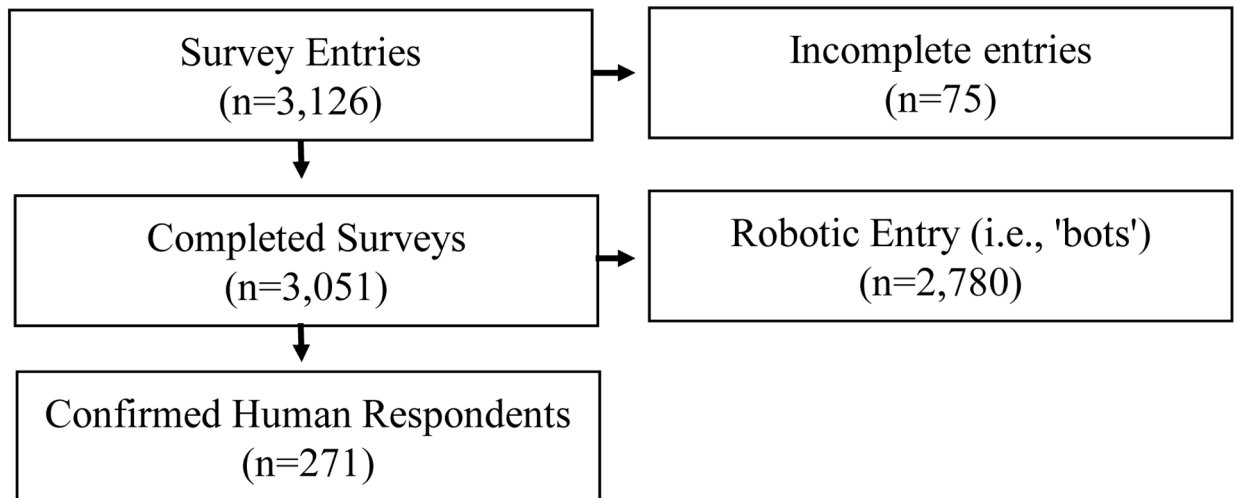 Survey Entries
(n=3,126)
Incomplete entries
(n=75)
Completed Surveys
(n=3,051)
Robotic Entry (i.e., 'bots')
(n=2,780)
Confirmed Human Respondents
(n=271)